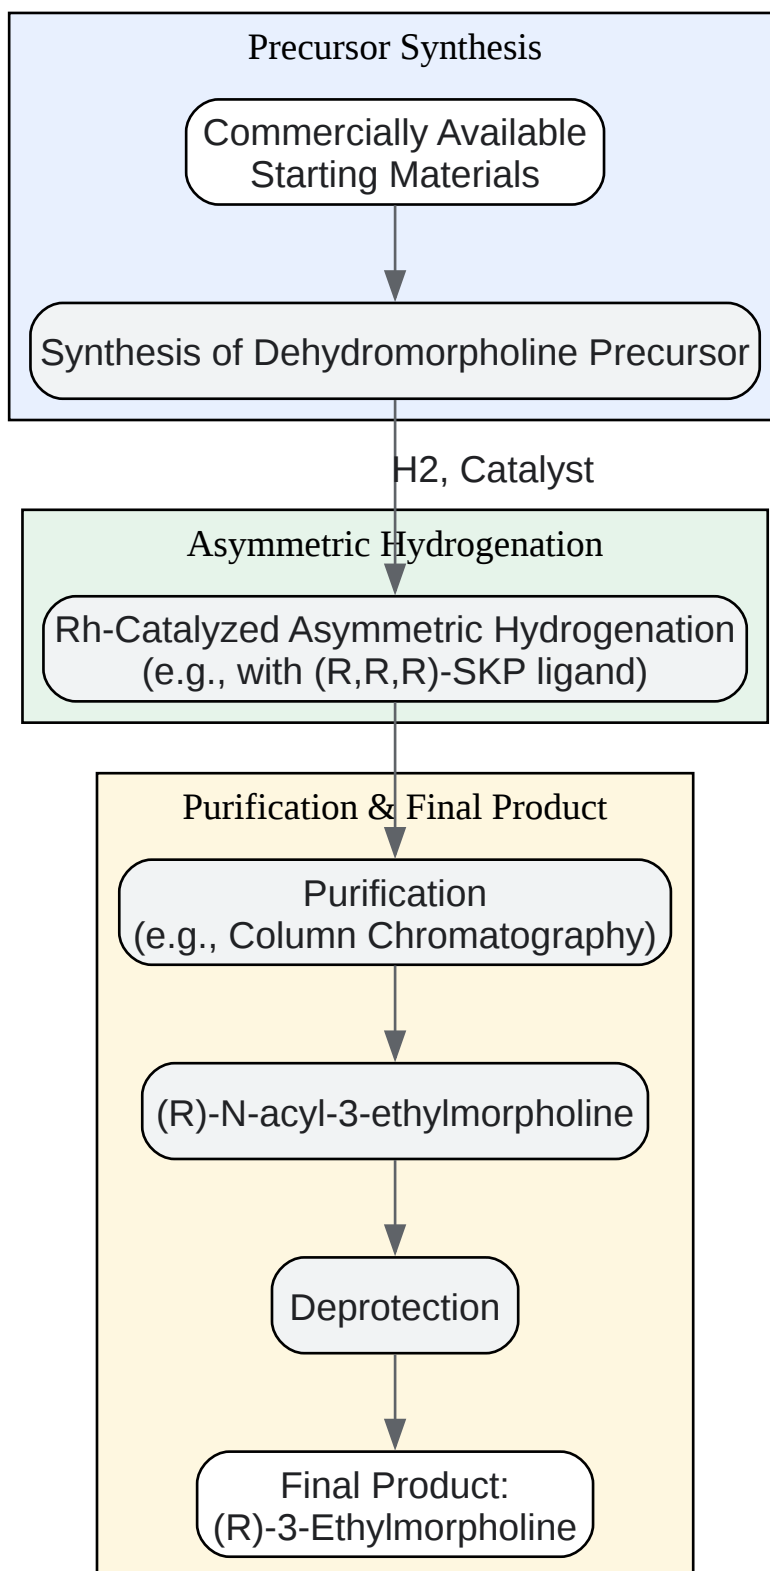 Precursor Synthesis
Commercially Available
Starting Materials
Synthesis of Dehydromorpholine Precursor
H2, Catalyst
Asymmetric Hydrogenation
Rh-Catalyzed Asymmetric Hydrogenation
(e.g., with (R,R,R)-SKP ligand)
Purification & Final Product
Purification
(e.g., Column Chromatography)
(R)-N-acyl-3-ethylmorpholine
Deprotection
Final Product:
(R)-3-Ethylmorpholine